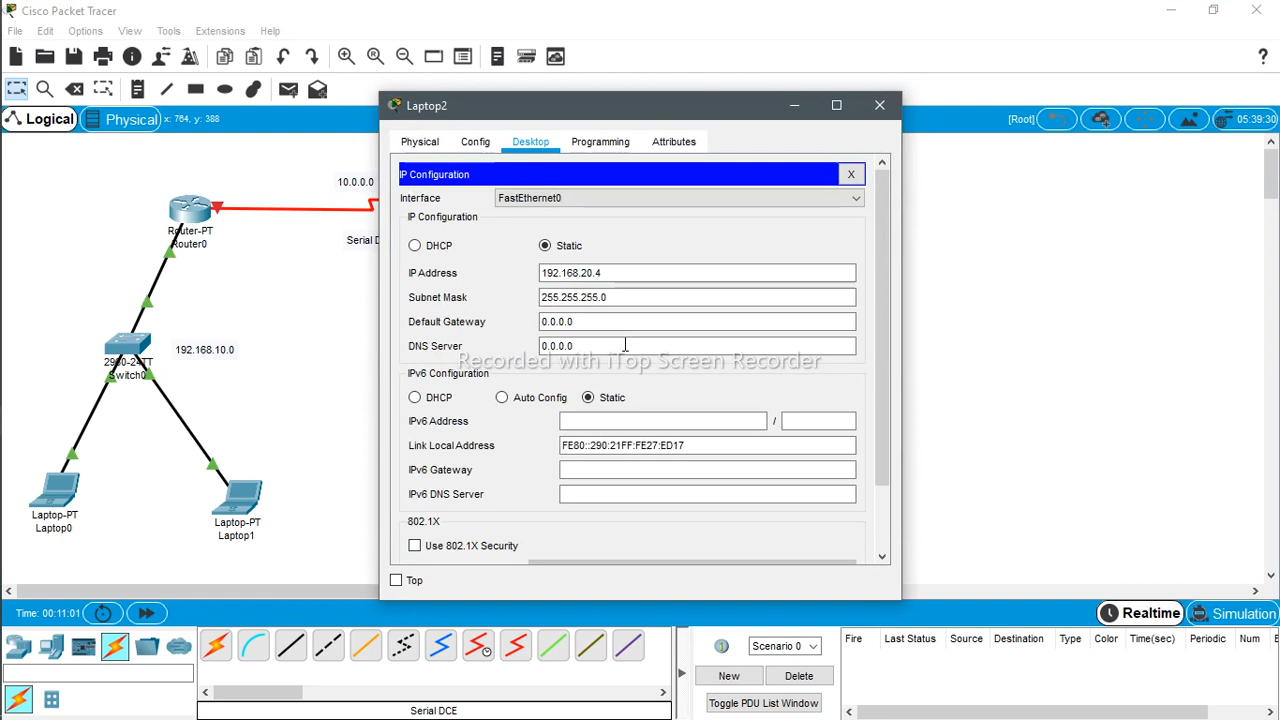 Cisco Packet Tracer
File Edit Options View Tools Extensions Help
Logical Physical x: 764, y: 388 [Root] 05:39:30
Laptop2
Physical Config Desktop Programming Attributes
IP Configuration X
Interface FastEthernet0
IP Configuration
DHCP Static
IP Address 192.168.20.4
Subnet Mask 255.255.255.0
Default Gateway 0.0.0.0
DNS Server 0.0.0.0
Recorded with iTop Screen Recorder
IPv6 Configuration
DHCP Auto Config Static
IPv6 Address /
Link Local Address FE80::290:21FF:FE27:ED17
IPv6 Gateway
IPv6 DNS Server
802.1X
Use 802.1X Security
Top
10.0.0.0
Router-PT
Router0
Serial D
192.168.10.0
2960-24TT
Switch0
Laptop-PT
Laptop0
Laptop-PT
Laptop1
Time: 00:11:01 Realtime Simulation
Scenario 0
New Delete
Toggle PDU List Window
Fire Last Status Source Destination Type Color Time(sec) Periodic Num E
Serial DCE